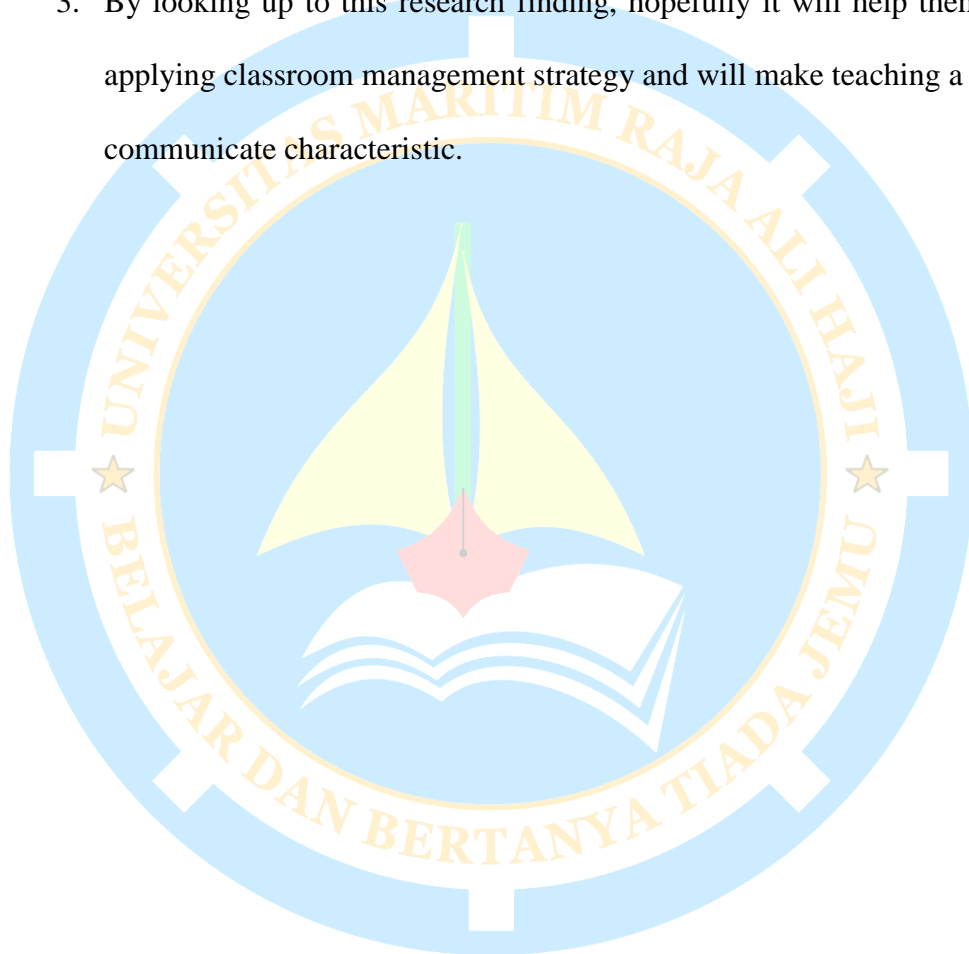 3. By looking up to this research finding, hopefully it will help them
applying classroom management strategy and will make teaching a
communicate characteristic.
UNIVERSITAS MARITIM RAJA ALI HAJI
BELAJAR DAN BERTANYA TIADA JEMU